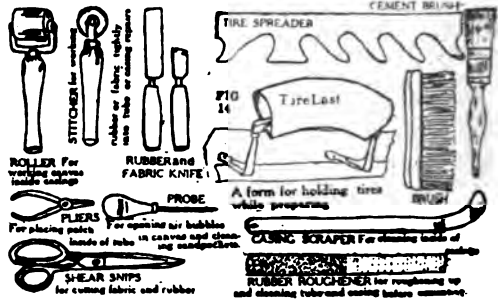 CEMENT BRUSH
TIRE SPREADER
STITCHER for working
rubber or fabric tightly
into tube or casing repairs
FIG
14
Tire Last
ROLLER For
working canvas
inside casings
RUBBER and
FABRIC KNIFE
A form for holding tires
while preparing
BRUSH
PLIERS
For placing patch
inside of tube
PROBE
For opening air bubbles
in canvas and clean-
ing sandpockets.
CASING SCRAPER For cleaning inside of
SHEAR SNIPS
for cutting fabric and rubber
RUBBER ROUGHENER for roughening up
and cleaning tube and casing before cementing.